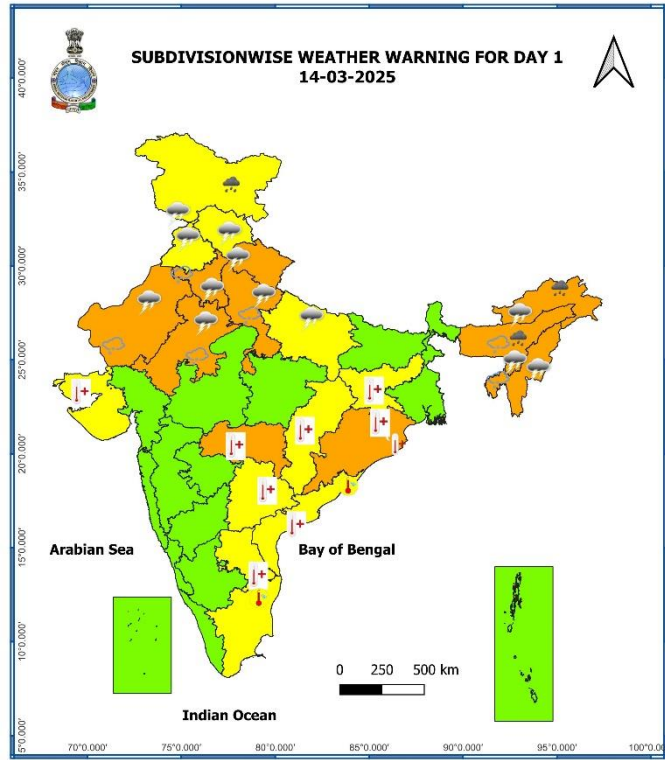 SUBDIVISIONWISE WEATHER WARNING FOR DAY 1
14-03-2025
40°0.000'
35°0.000'
30°0.000'
25°0.000'
20°0.000'
15°0.000'
10°0.000'
5°0.000'
Arabian Sea
Bay of Bengal
0 250 500 km
Indian Ocean
70°0.000' 75°0.000' 80°0.000' 85°0.000' 90°0.000' 95°0.000' 100°0.000'